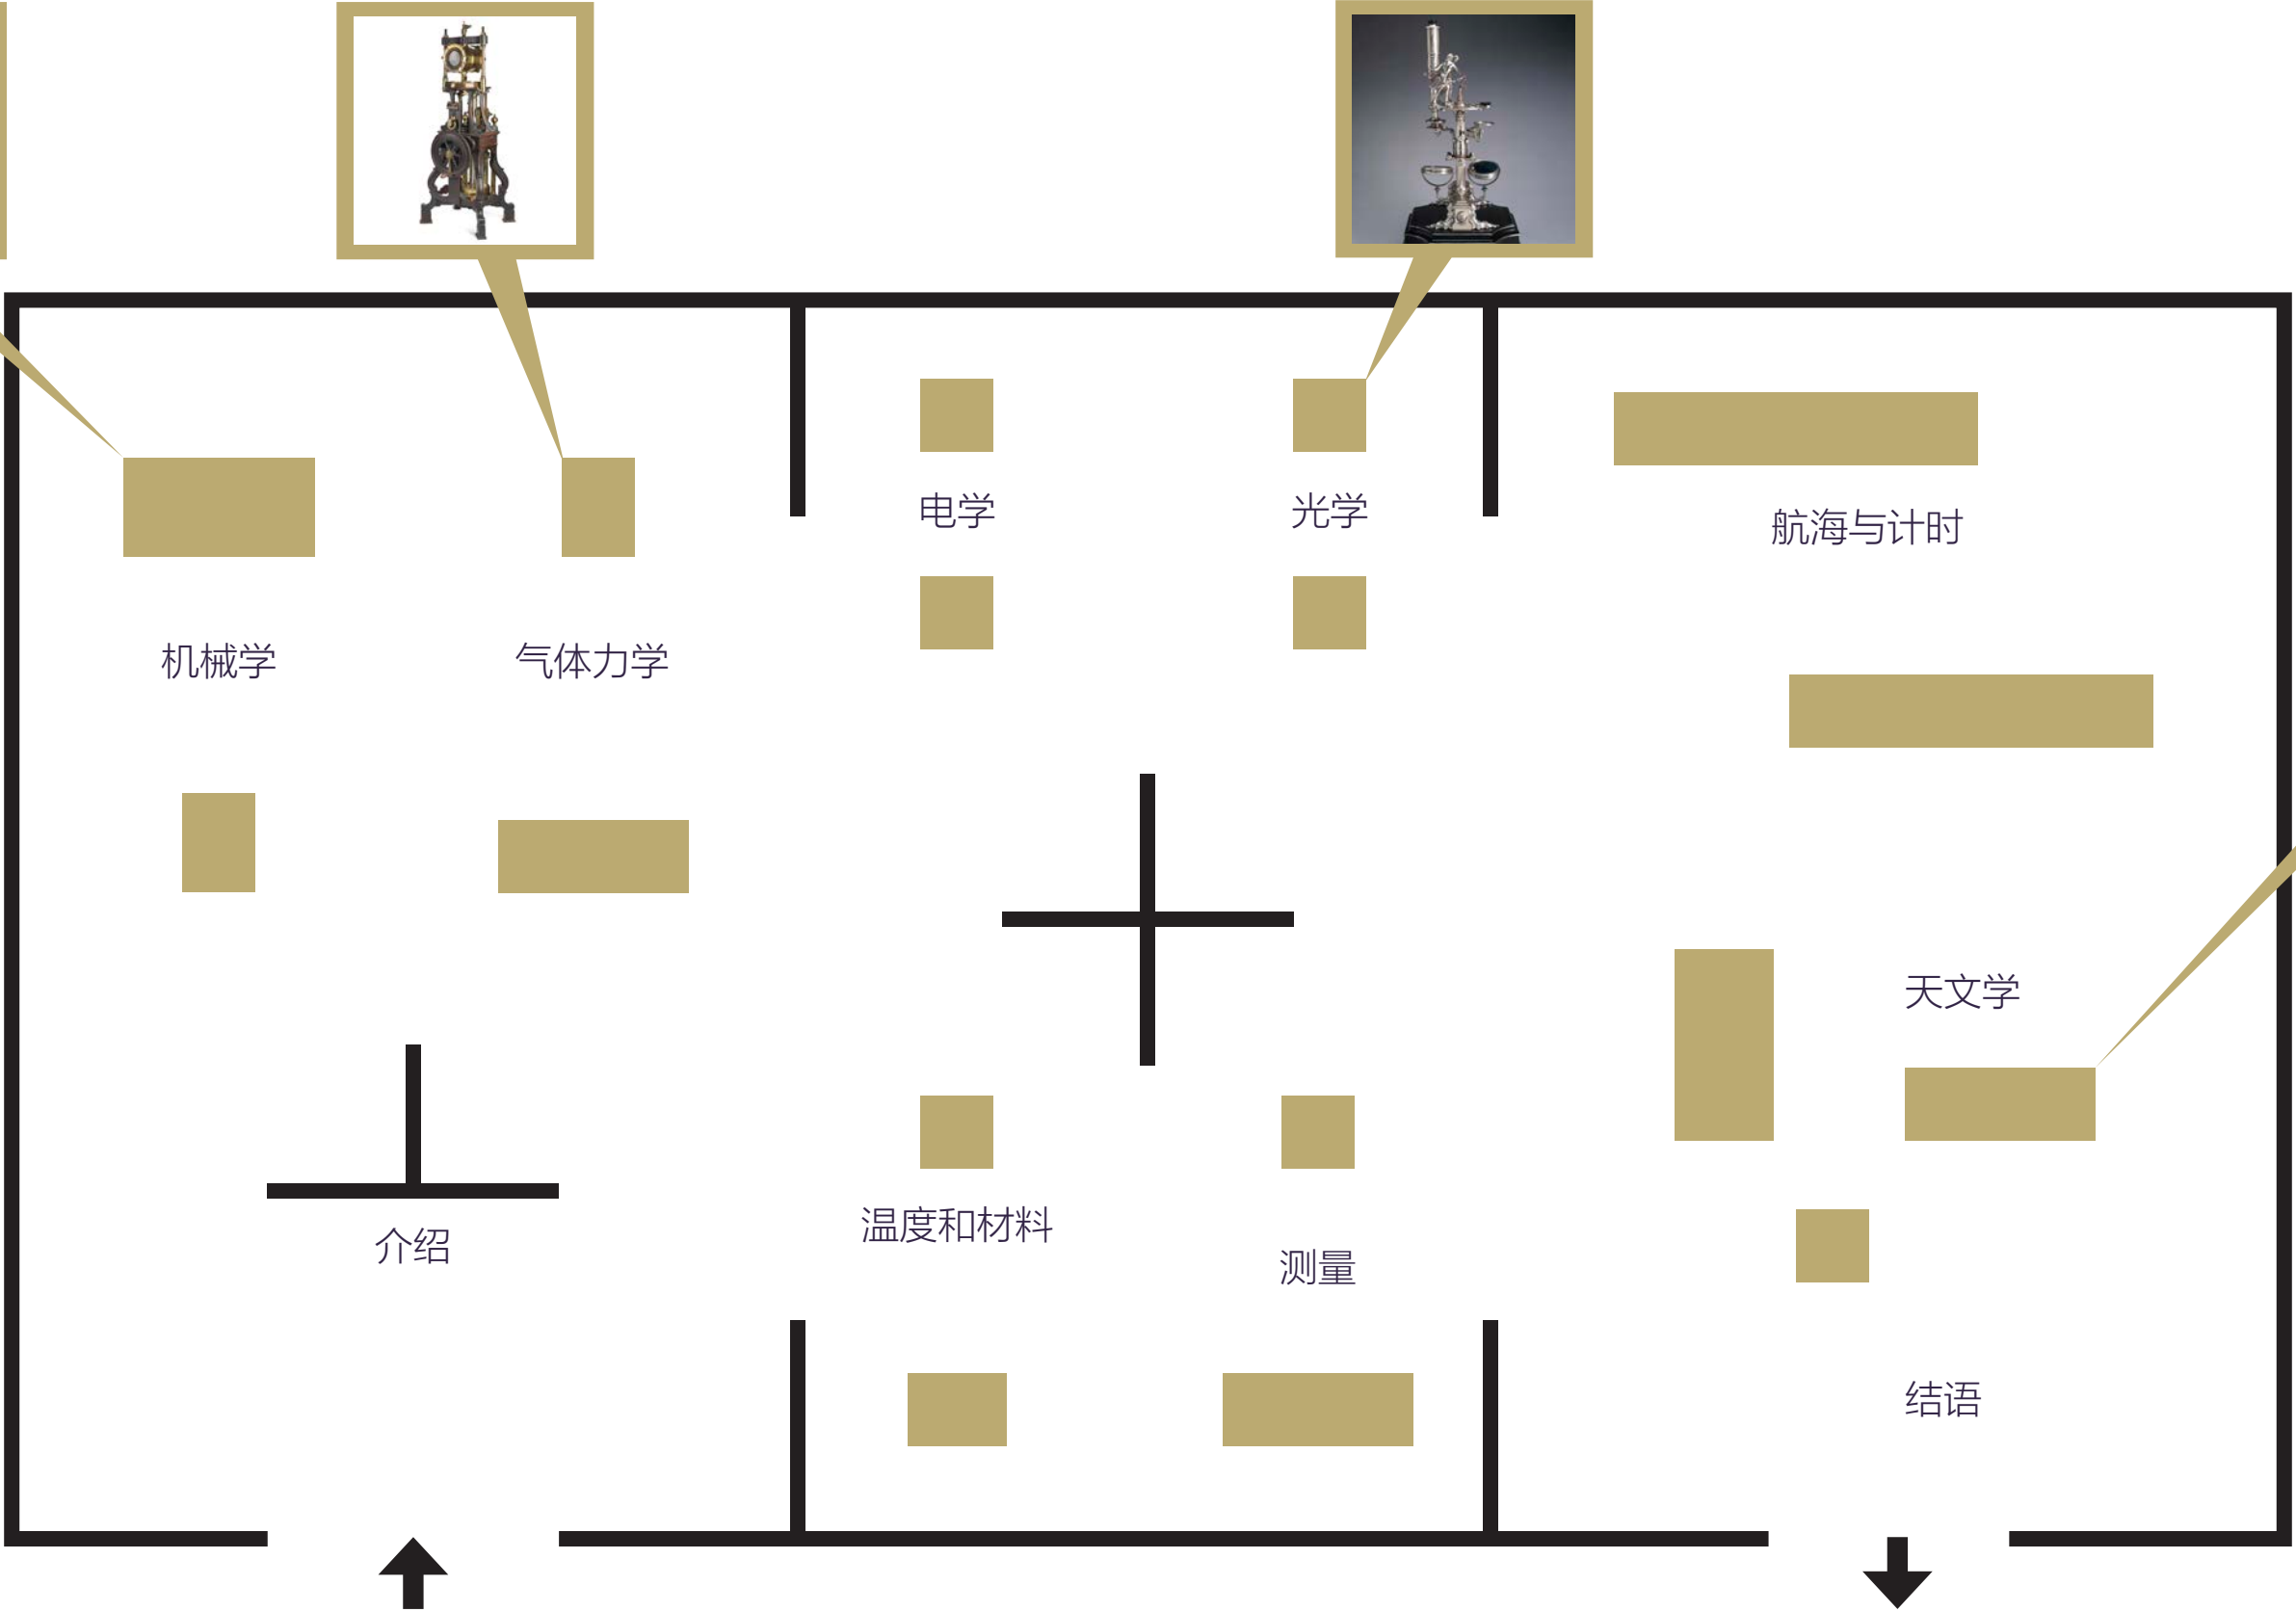 电学
光学
航海与计时
机械学
气体力学
天文学
温度和材料
介绍
测量
结语